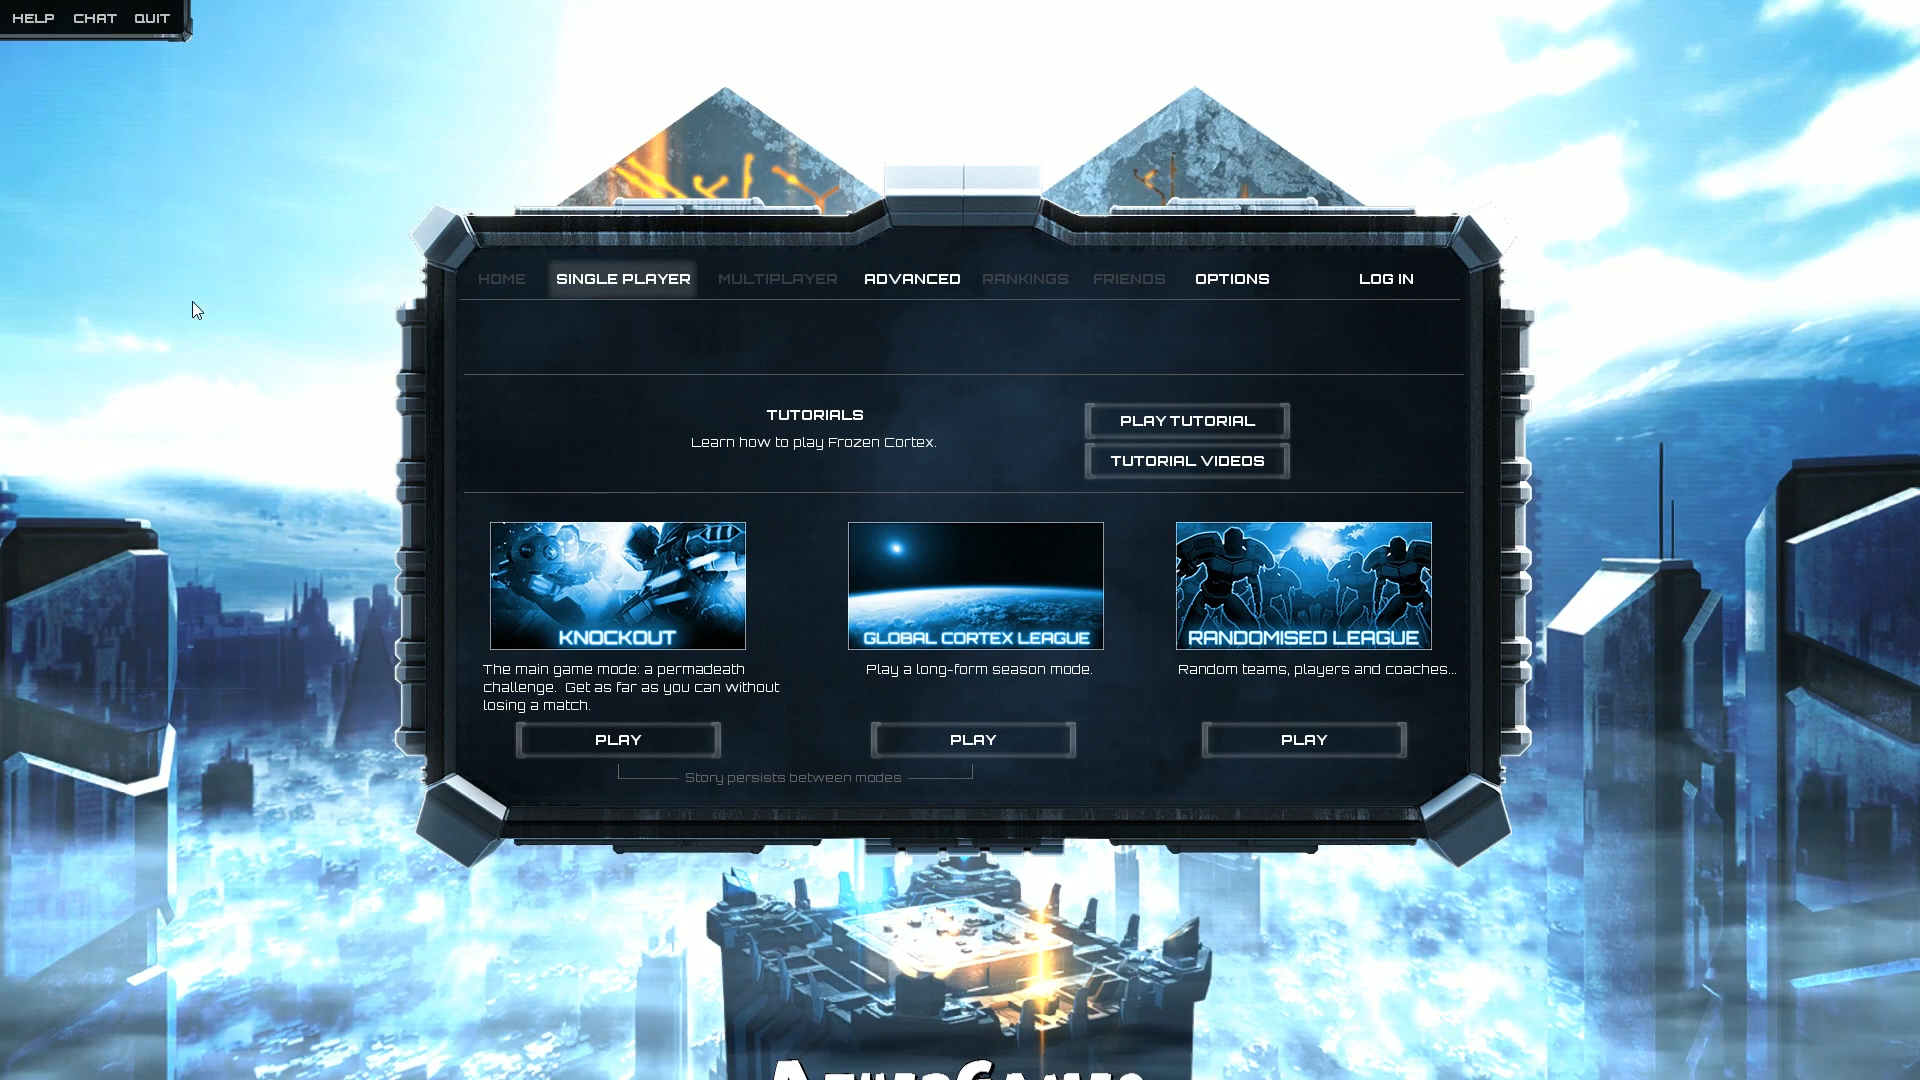 HELP CHAT QUIT
HOME SINGLE PLAYER MULTIPLAYER ADVANCED RANKINGS FRIENDS OPTIONS LOG IN
TUTORIALS
Learn how to play Frozen Cortex.
PLAY TUTORIAL
TUTORIAL VIDEOS
KNOCKOUT
The main game mode: a permadeath
challenge.  Get as far as you can without
losing a match.
PLAY
GLOBAL CORTEX LEAGUE
Play a long-form season mode.
PLAY
RANDOMISED LEAGUE
Random teams, players and coaches...
PLAY
Story persists between modes